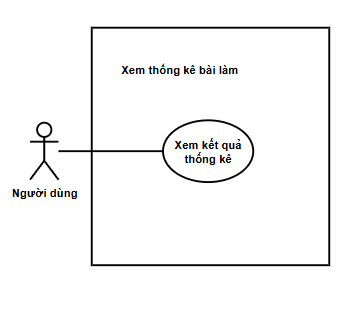 Xem thống kê bài làm
Xem kết quả
thống kê
Người dùng